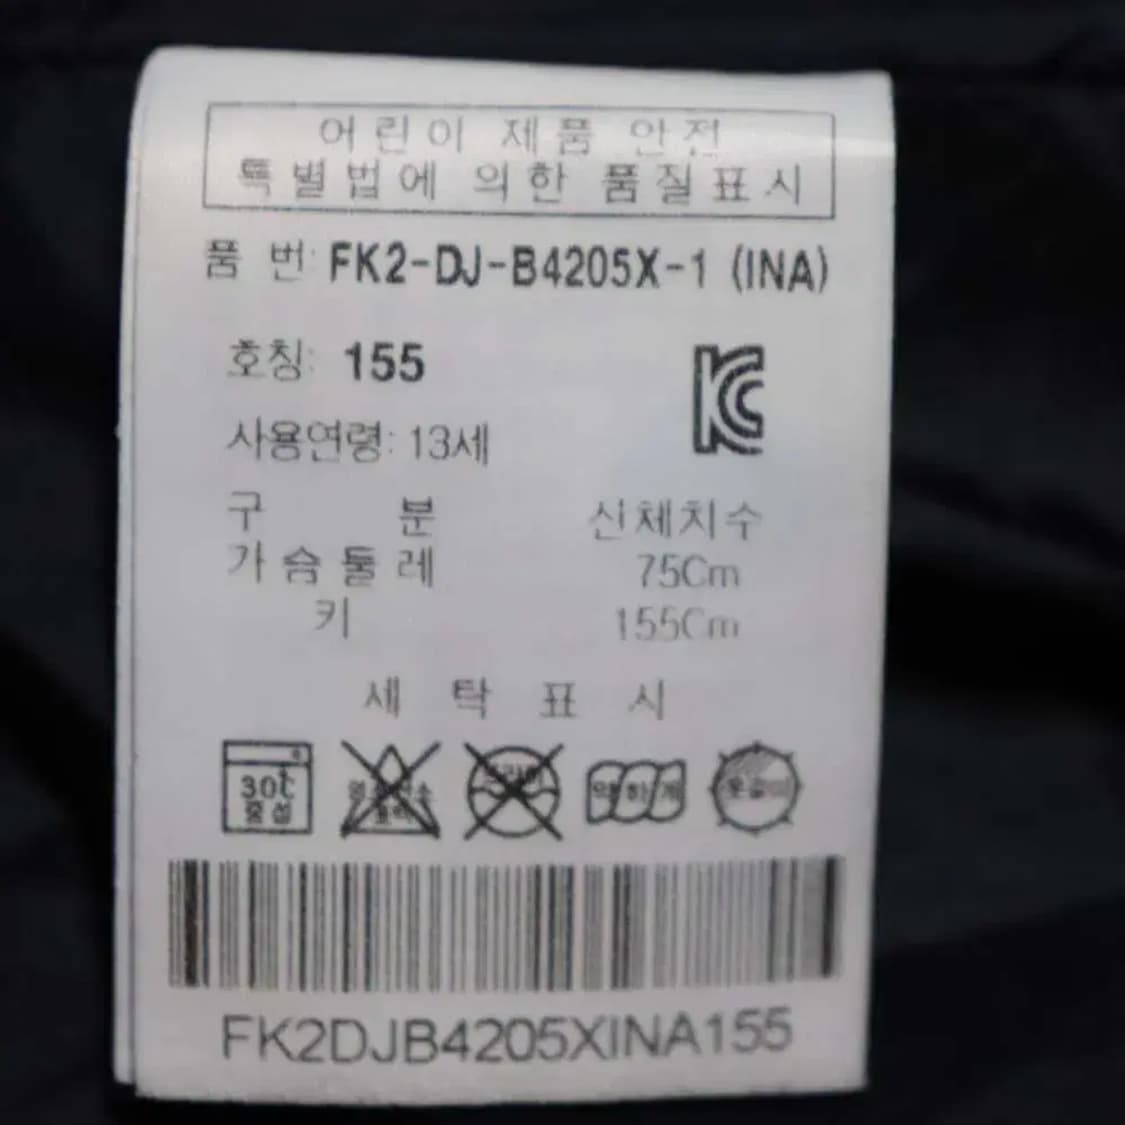 어린이 제품 안전
특별법에 의한 품질표시
품 번: FK2-DJ-B4205X-1 (INA)
호칭: 155
KC
사용연령: 13세
구 분 신체치수
가슴둘레 75Cm
키 155Cm
세 탁 표 시
30℃
중성
약하게
옷걸이
FK2DJB4205XINA155